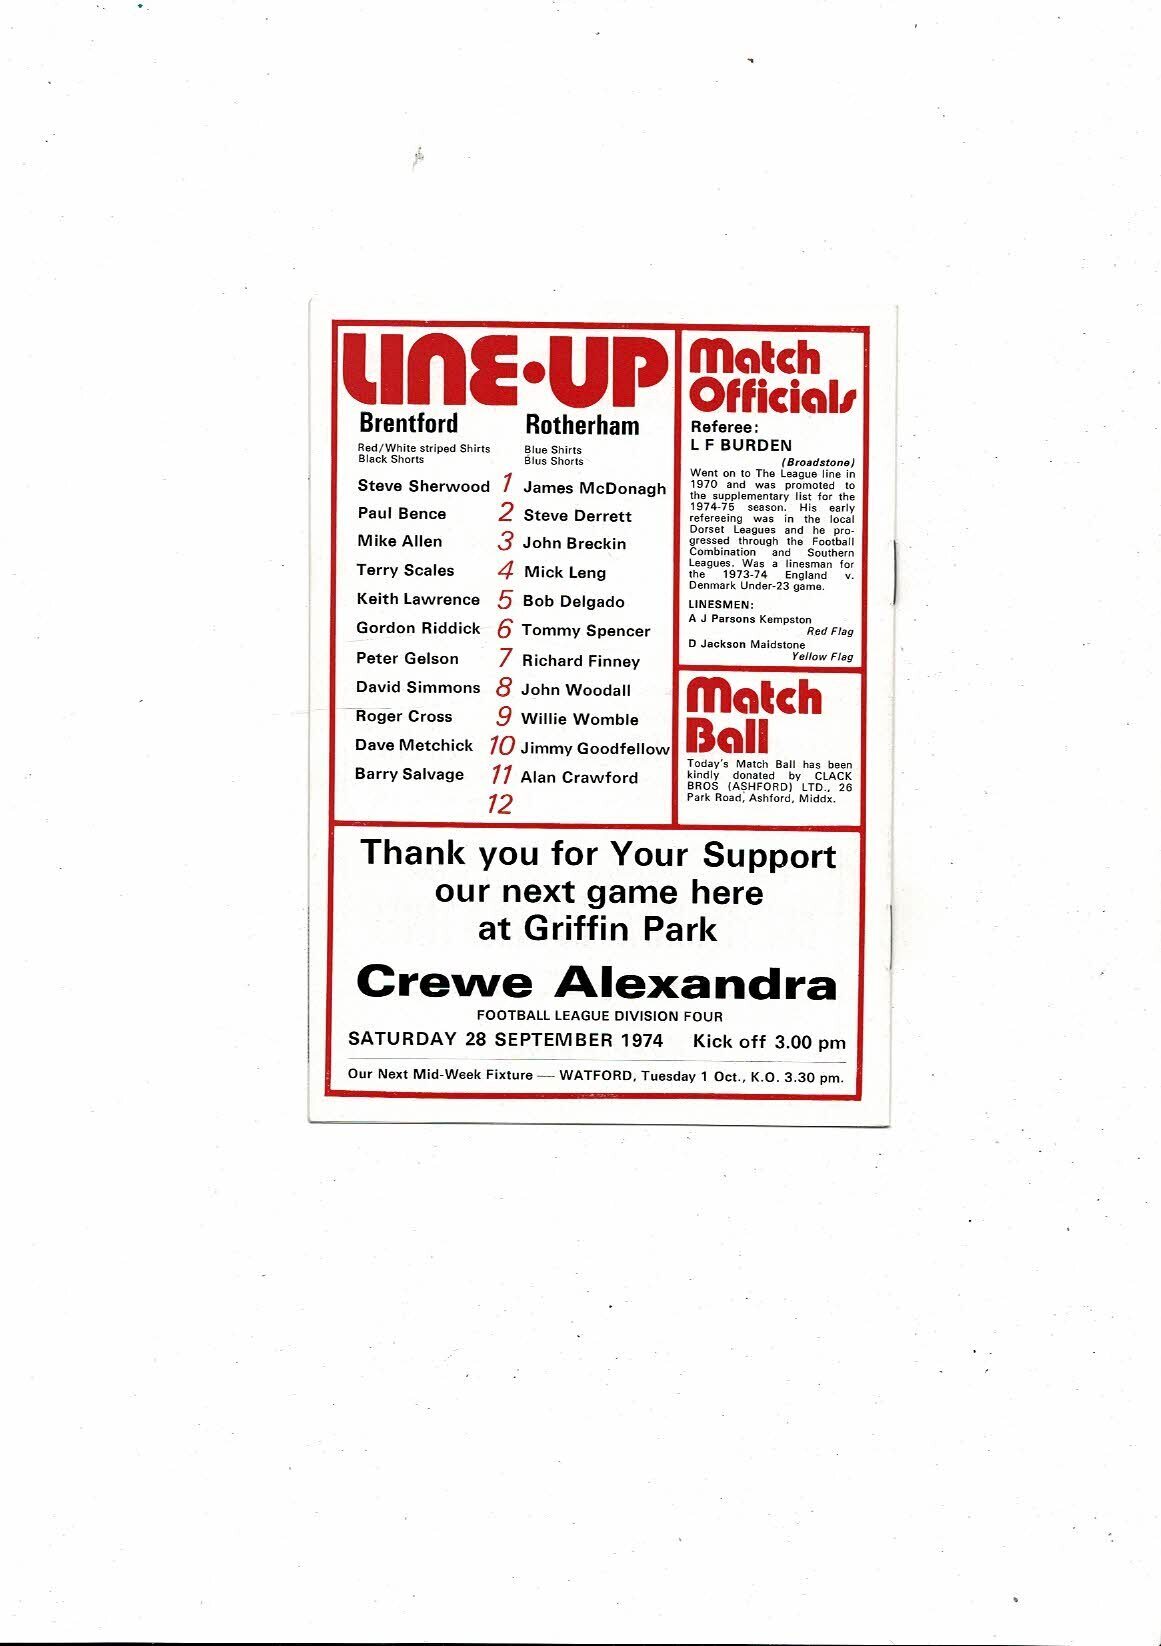 LINE·UP
Brentford Rotherham
Red/White striped Shirts Blue Shirts
Black Shorts Blus Shorts
Steve Sherwood 1 James McDonagh
Paul Bence 2 Steve Derrett
Mike Allen 3 John Breckin
Terry Scales 4 Mick Leng
Keith Lawrence 5 Bob Delgado
Gordon Riddick 6 Tommy Spencer
Peter Gelson 7 Richard Finney
David Simmons 8 John Woodall
Roger Cross 9 Willie Womble
Dave Metchick 10 Jimmy Goodfellow
Barry Salvage 11 Alan Crawford
12
Match
Officials
Referee:
L F BURDEN
(Broadstone)
Went on to The League line in
1970 and was promoted to
the supplementary list for the
1974-75 season. His early
refereeing was in the local
Dorset Leagues and he pro-
gressed through the Football
Combination and Southern
Leagues. Was a linesman for
the 1973-74 England v.
Denmark Under-23 game.
LINESMEN:
A J Parsons Kempston
Red Flag
D Jackson Maidstone
Yellow Flag
Match
Ball
Today's Match Ball has been
kindly donated by CLACK
BROS (ASHFORD) LTD., 26
Park Road, Ashford, Middx.
Thank you for Your Support
our next game here
at Griffin Park
Crewe Alexandra
FOOTBALL LEAGUE DIVISION FOUR
SATURDAY 28 SEPTEMBER 1974 Kick off 3.00 pm
Our Next Mid-Week Fixture — WATFORD, Tuesday 1 Oct., K.O. 3.30 pm.